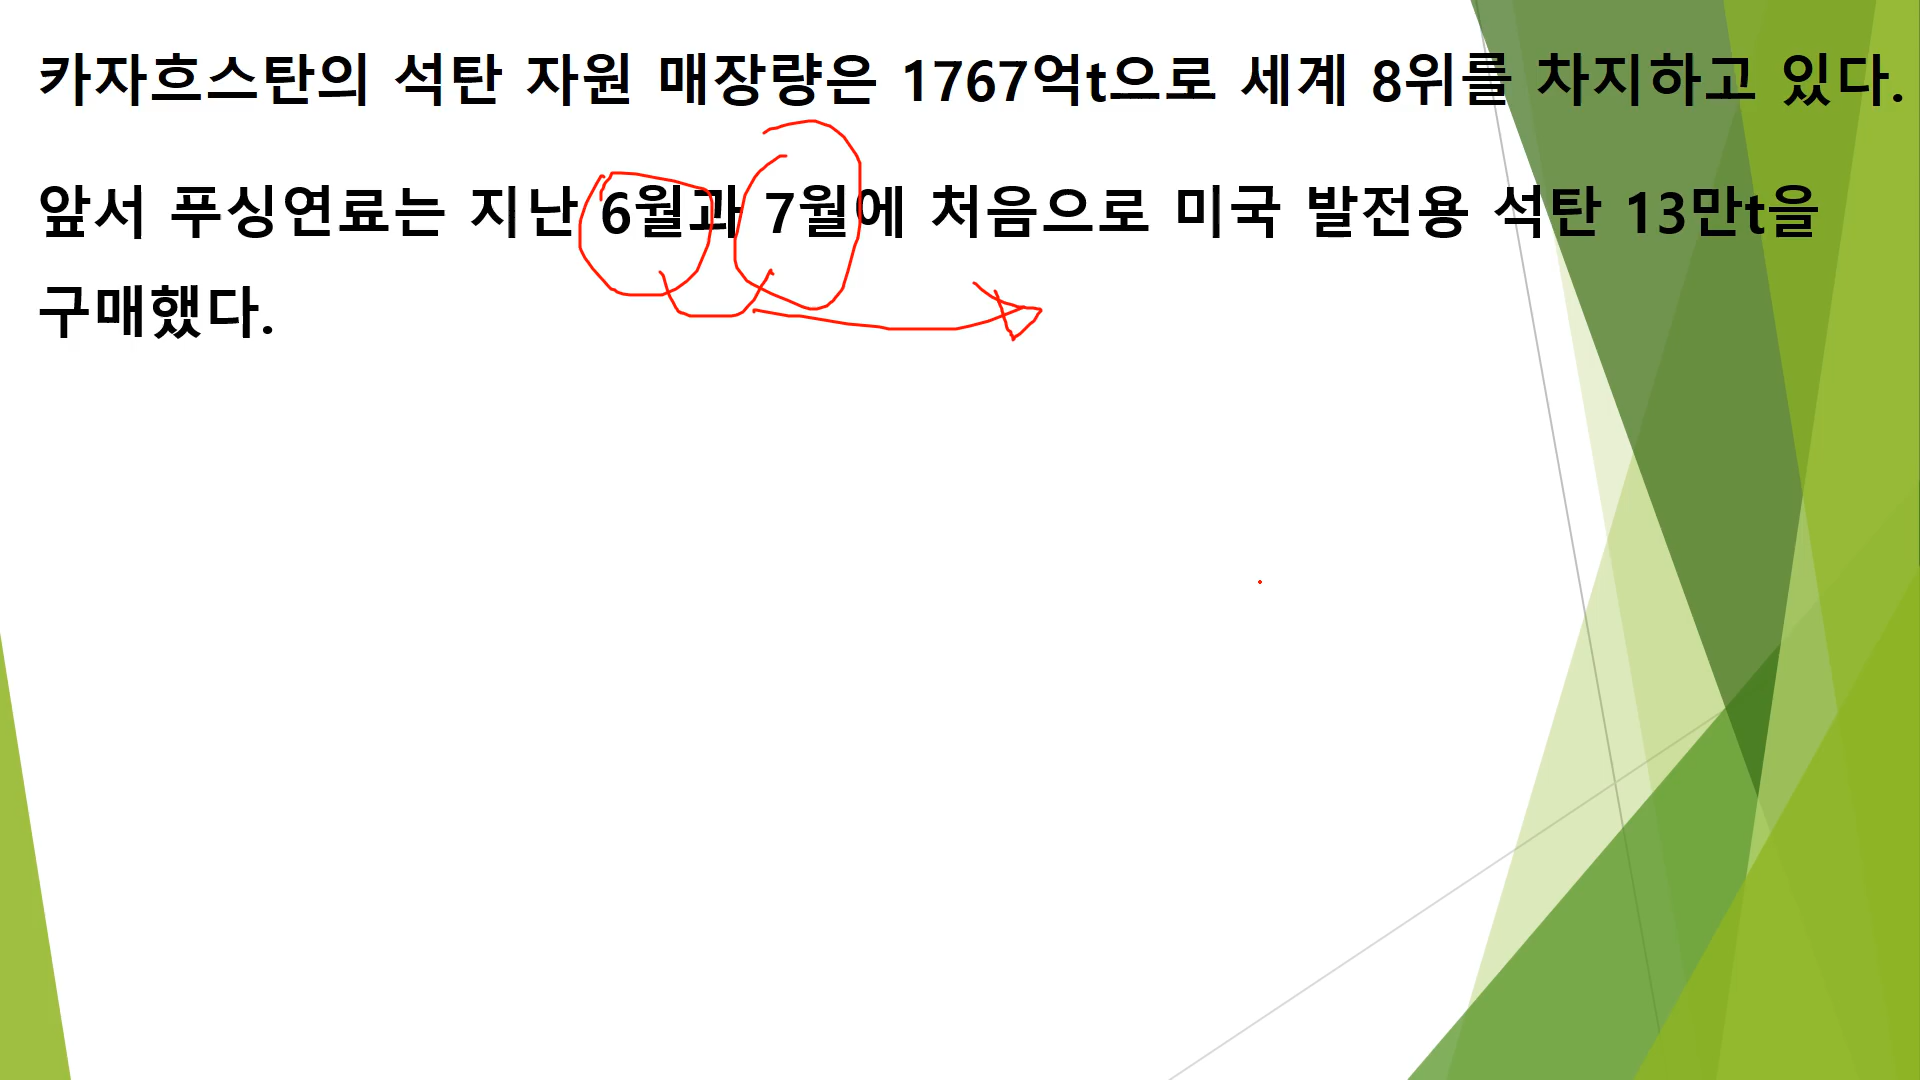 카자흐스탄의 석탄 자원 매장량은 1767억t으로 세계 8위를 차지하고 있다.
앞서 푸싱연료는 지난 6월과 7월에 처음으로 미국 발전용 석탄 13만t을
구매했다.